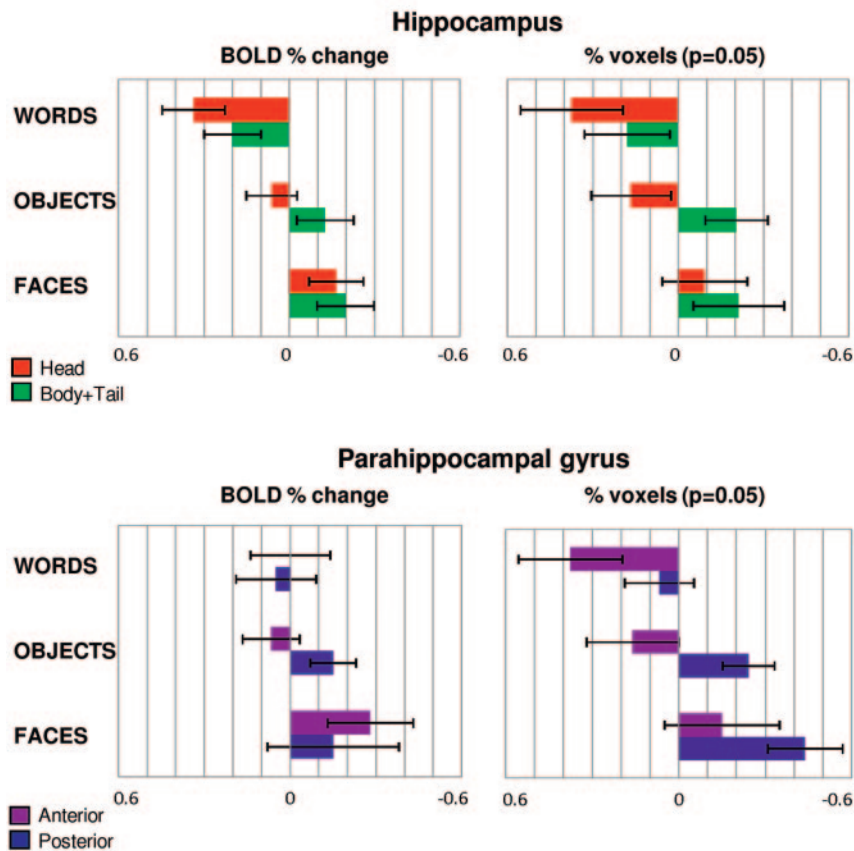 Hippocampus
BOLD % change
% voxels (p=0.05)
WORDS
OBJECTS
FACES
0.6 0 -0.6
0.6 0 -0.6
Head
Body+Tail
Parahippocampal gyrus
BOLD % change
% voxels (p=0.05)
WORDS
OBJECTS
FACES
0.6 0 -0.6
0.6 0 -0.6
Anterior
Posterior